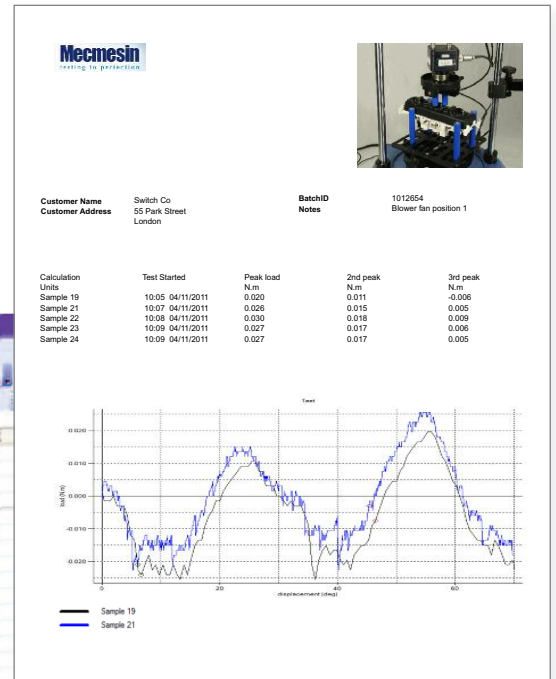 Mecmesin
testing to perfection
Customer Name Switch Co
Customer Address 55 Park Street
London
BatchID 1012654
Notes Blower fan position 1
Calculation Test Started Peak load 2nd peak 3rd peak
Units N.m N.m N.m
Sample 19 10:05 04/11/2011 0.020 0.011 -0.006
Sample 21 10:07 04/11/2011 0.026 0.015 0.005
Sample 22 10:08 04/11/2011 0.030 0.018 0.009
Sample 23 10:09 04/11/2011 0.027 0.017 0.006
Sample 24 10:09 04/11/2011 0.027 0.017 0.005
0.020
0.010
0.000
-0.010
-0.020
0 20 40 60
displacement (deg)
Sample 19
Sample 21